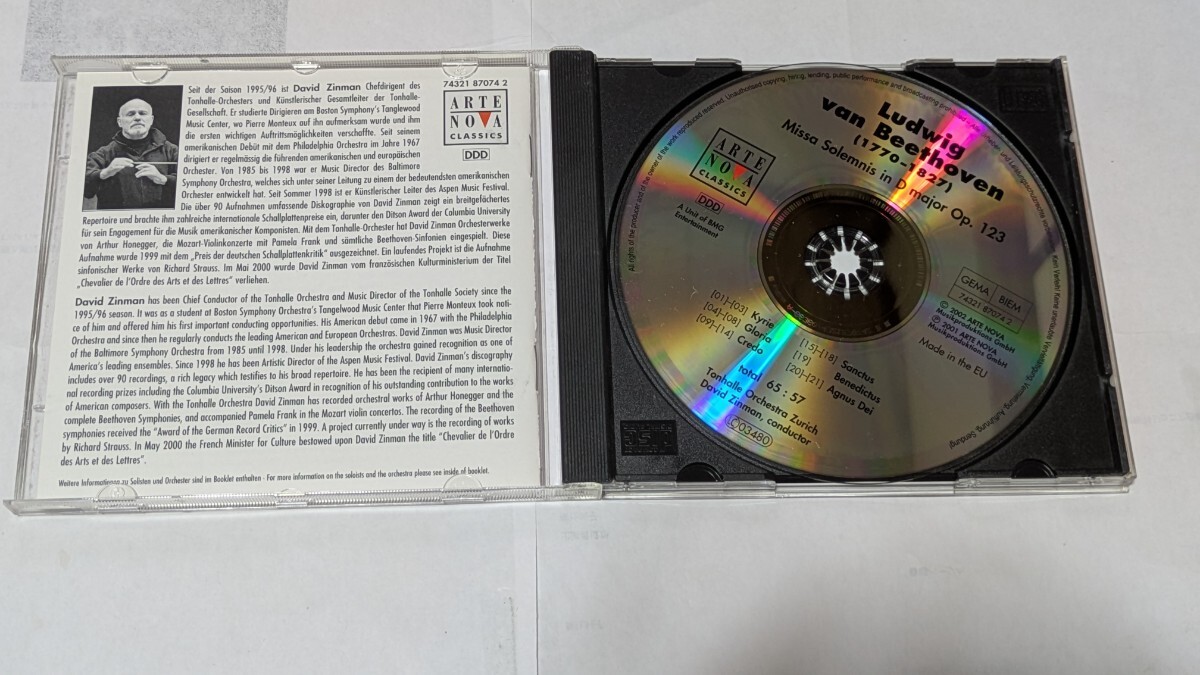 74321 87074 2
ARTE
NOVA
CLASSICS
DDD
Seit der Saison 1995/96 ist David Zinman Chefdirigent des
Tonhalle-Orchesters und Künstlerischer Gesamtleiter der Tonhalle-
Gesellschaft. Er studierte Dirigieren am Boston Symphony's Tanglewood
Music Center, wo Pierre Monteux auf ihn aufmerksam wurde und ihm
die ersten wichtigen Auftrittsmöglichkeiten verschaffte. Seit seinem
amerikanischen Debüt mit dem Philadelphia Orchestra im Jahre 1967
dirigiert er regelmässig die führenden amerikanischen und europäischen
Orchester. Von 1985 bis 1998 war er Music Director des Baltimore
Symphony Orchestra, welches sich unter seiner Leitung zu einem der bedeutendsten amerikanischen
Orchester entwickelt hat. Seit Sommer 1998 ist er Künstlerischer Leiter des Aspen Music Festival.
Die über 90 Aufnahmen umfassende Diskographie von David Zinman zeigt ein breitgefächertes
Repertoire und brachte ihm zahlreiche internationale Schallplattenpreise ein, darunter den Ditson Award der Columbia University
für sein Engagement für die Musik amerikanischer Komponisten. Mit dem Tonhalle-Orchester hat David Zinman Orchesterwerke
von Arthur Honegger, die Mozart-Violinkonzerte mit Pamela Frank und sämtliche Beethoven-Sinfonien eingespielt. Diese
Aufnahme wurde 1999 mit dem „Preis der deutschen Schallplattenkritik“ ausgezeichnet. Ein laufendes Projekt ist die Aufnahme
sinfonischer Werke von Richard Strauss. Im Mai 2000 wurde David Zinman vom französischen Kulturministerium der Titel
„Chevalier de l'Ordre des Arts et des Lettres“ verliehen.
David Zinman has been Chief Conductor of the Tonhalle Orchestra and Music Director of the Tonhalle Society since the
1995/96 season. It was as a student at Boston Symphony Orchestra's Tangelwood Music Center that Pierre Monteux took noti-
ce of him and offered him his first important conducting opportunities. His American debut came in 1967 with the Philadelphia
Orchestra and since then he regularly conducts the leading American and European Orchestras. David Zinman was Music Director
of the Baltimore Symphony Orchestra from 1985 until 1998. Under his leadership the orchestra gained recognition as one of
America's leading ensembles. Since 1998 he has been Artistic Director of the Aspen Music Festival. David Zinman's discography
includes over 90 recordings, a rich legacy which testifies to his broad repertoire. He has been the recipient of many internatio-
nal recording prizes including the Columbia University's Ditson Award in recognition of his outstanding contribution to the works
of American composers. With the Tonhalle Orchestra David Zinman has recorded orchestral works of Arthur Honegger and the
complete Beethoven Symphonies, and accompanied Pamela Frank in the Mozart violin concertos. The recording of the Beethoven
symphonies received the “Award of the German Record Critics” in 1999. A project currently under way is the recording of works
by Richard Strauss. In May 2000 the French Minister for Culture bestowed upon David Zinman the title “Chevalier de l'Ordre
des Arts et des Lettres”.
Weitere Informationen zu Solisten und Orchester sind im Booklet enthalten - For more information on the soloists and the orchestra please see inside of booklet.
Ludwig
van Beethoven
(1770-1827)
Missa Solemnis in D major Op. 123
ARTE
NOVA
CLASSICS
DDD
A Unit of BMG
Entertainment
GEMA BIEM
74321 87074 2
℗ 2002 ARTE NOVA
Musikproduktions GmbH
© 2001 ARTE NOVA
Musikproduktions GmbH
Made in the EU
[01]-[03] Kyrie
[04]-[08] Gloria
[09]-[14] Credo
[15]-[18] Sanctus
[19] Benedictus
[20]-[21] Agnus Dei
total 65:57
Tonhalle Orchestra Zurich
David Zinman, conductor
LC 03480
All rights of the producer and of the owner of the work reproduced reserved. Unauthorised copying, hiring, lending, public performance and broadcasting prohibited